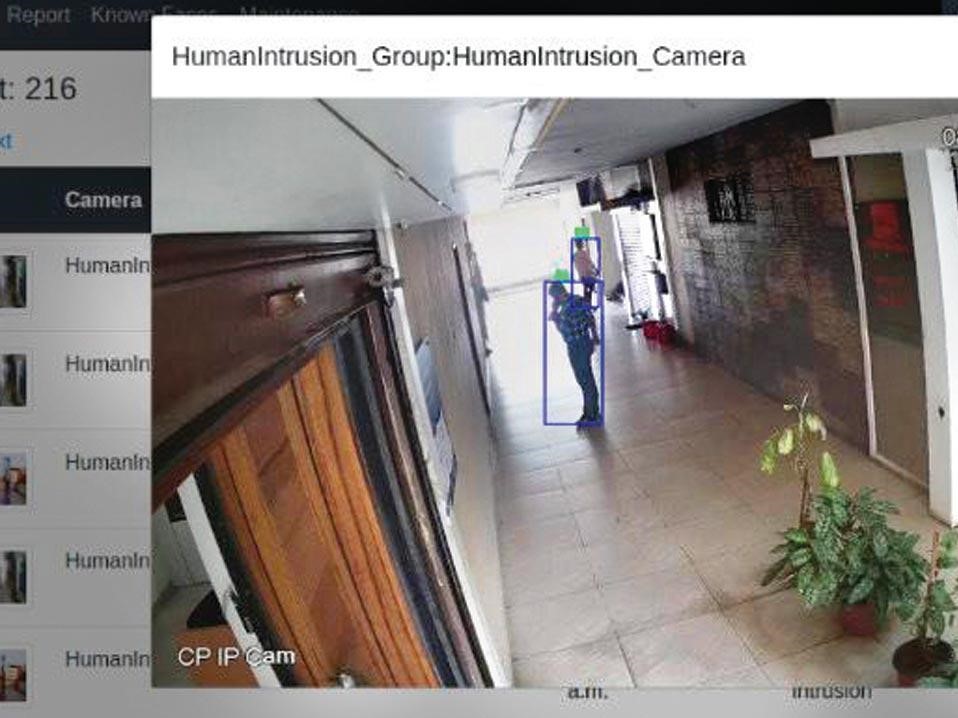 Report Known Faces Maintenance
HumanIntrusion_Group:HumanIntrusion_Camera
t: 216
xt
Camera
HumanIn
HumanIn
HumanIn
HumanIn
HumanIn
CP IP Cam
a.m.
Intrusion